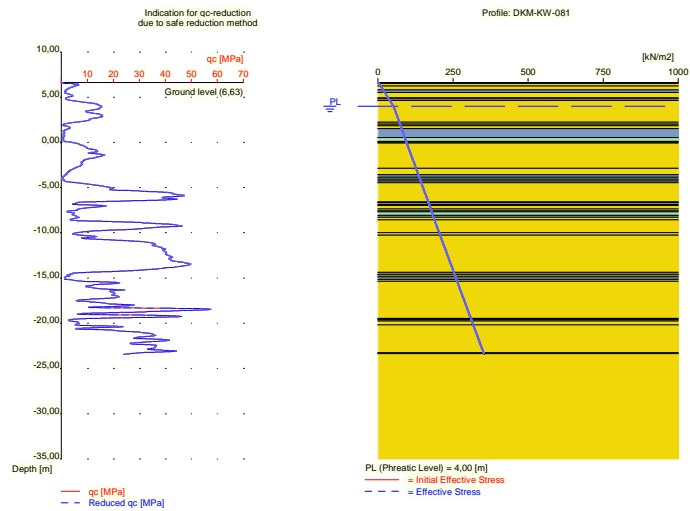 Indication for qc-reduction
due to safe reduction method
Profile: DKM-KW-081
10,00
qc [MPa]
[kN/m2]
10 20 30 40 50 60 70
0 250 500 750 1000
Ground level (6,63)
5,00
PL
0,00
-5,00
-10,00
-15,00
-20,00
-25,00
-30,00
-35,00
Depth [m]
PL (Phreatic Level) = 4,00 [m]
= Initial Effective Stress
= Effective Stress
qc [MPa]
Reduced qc [MPa]